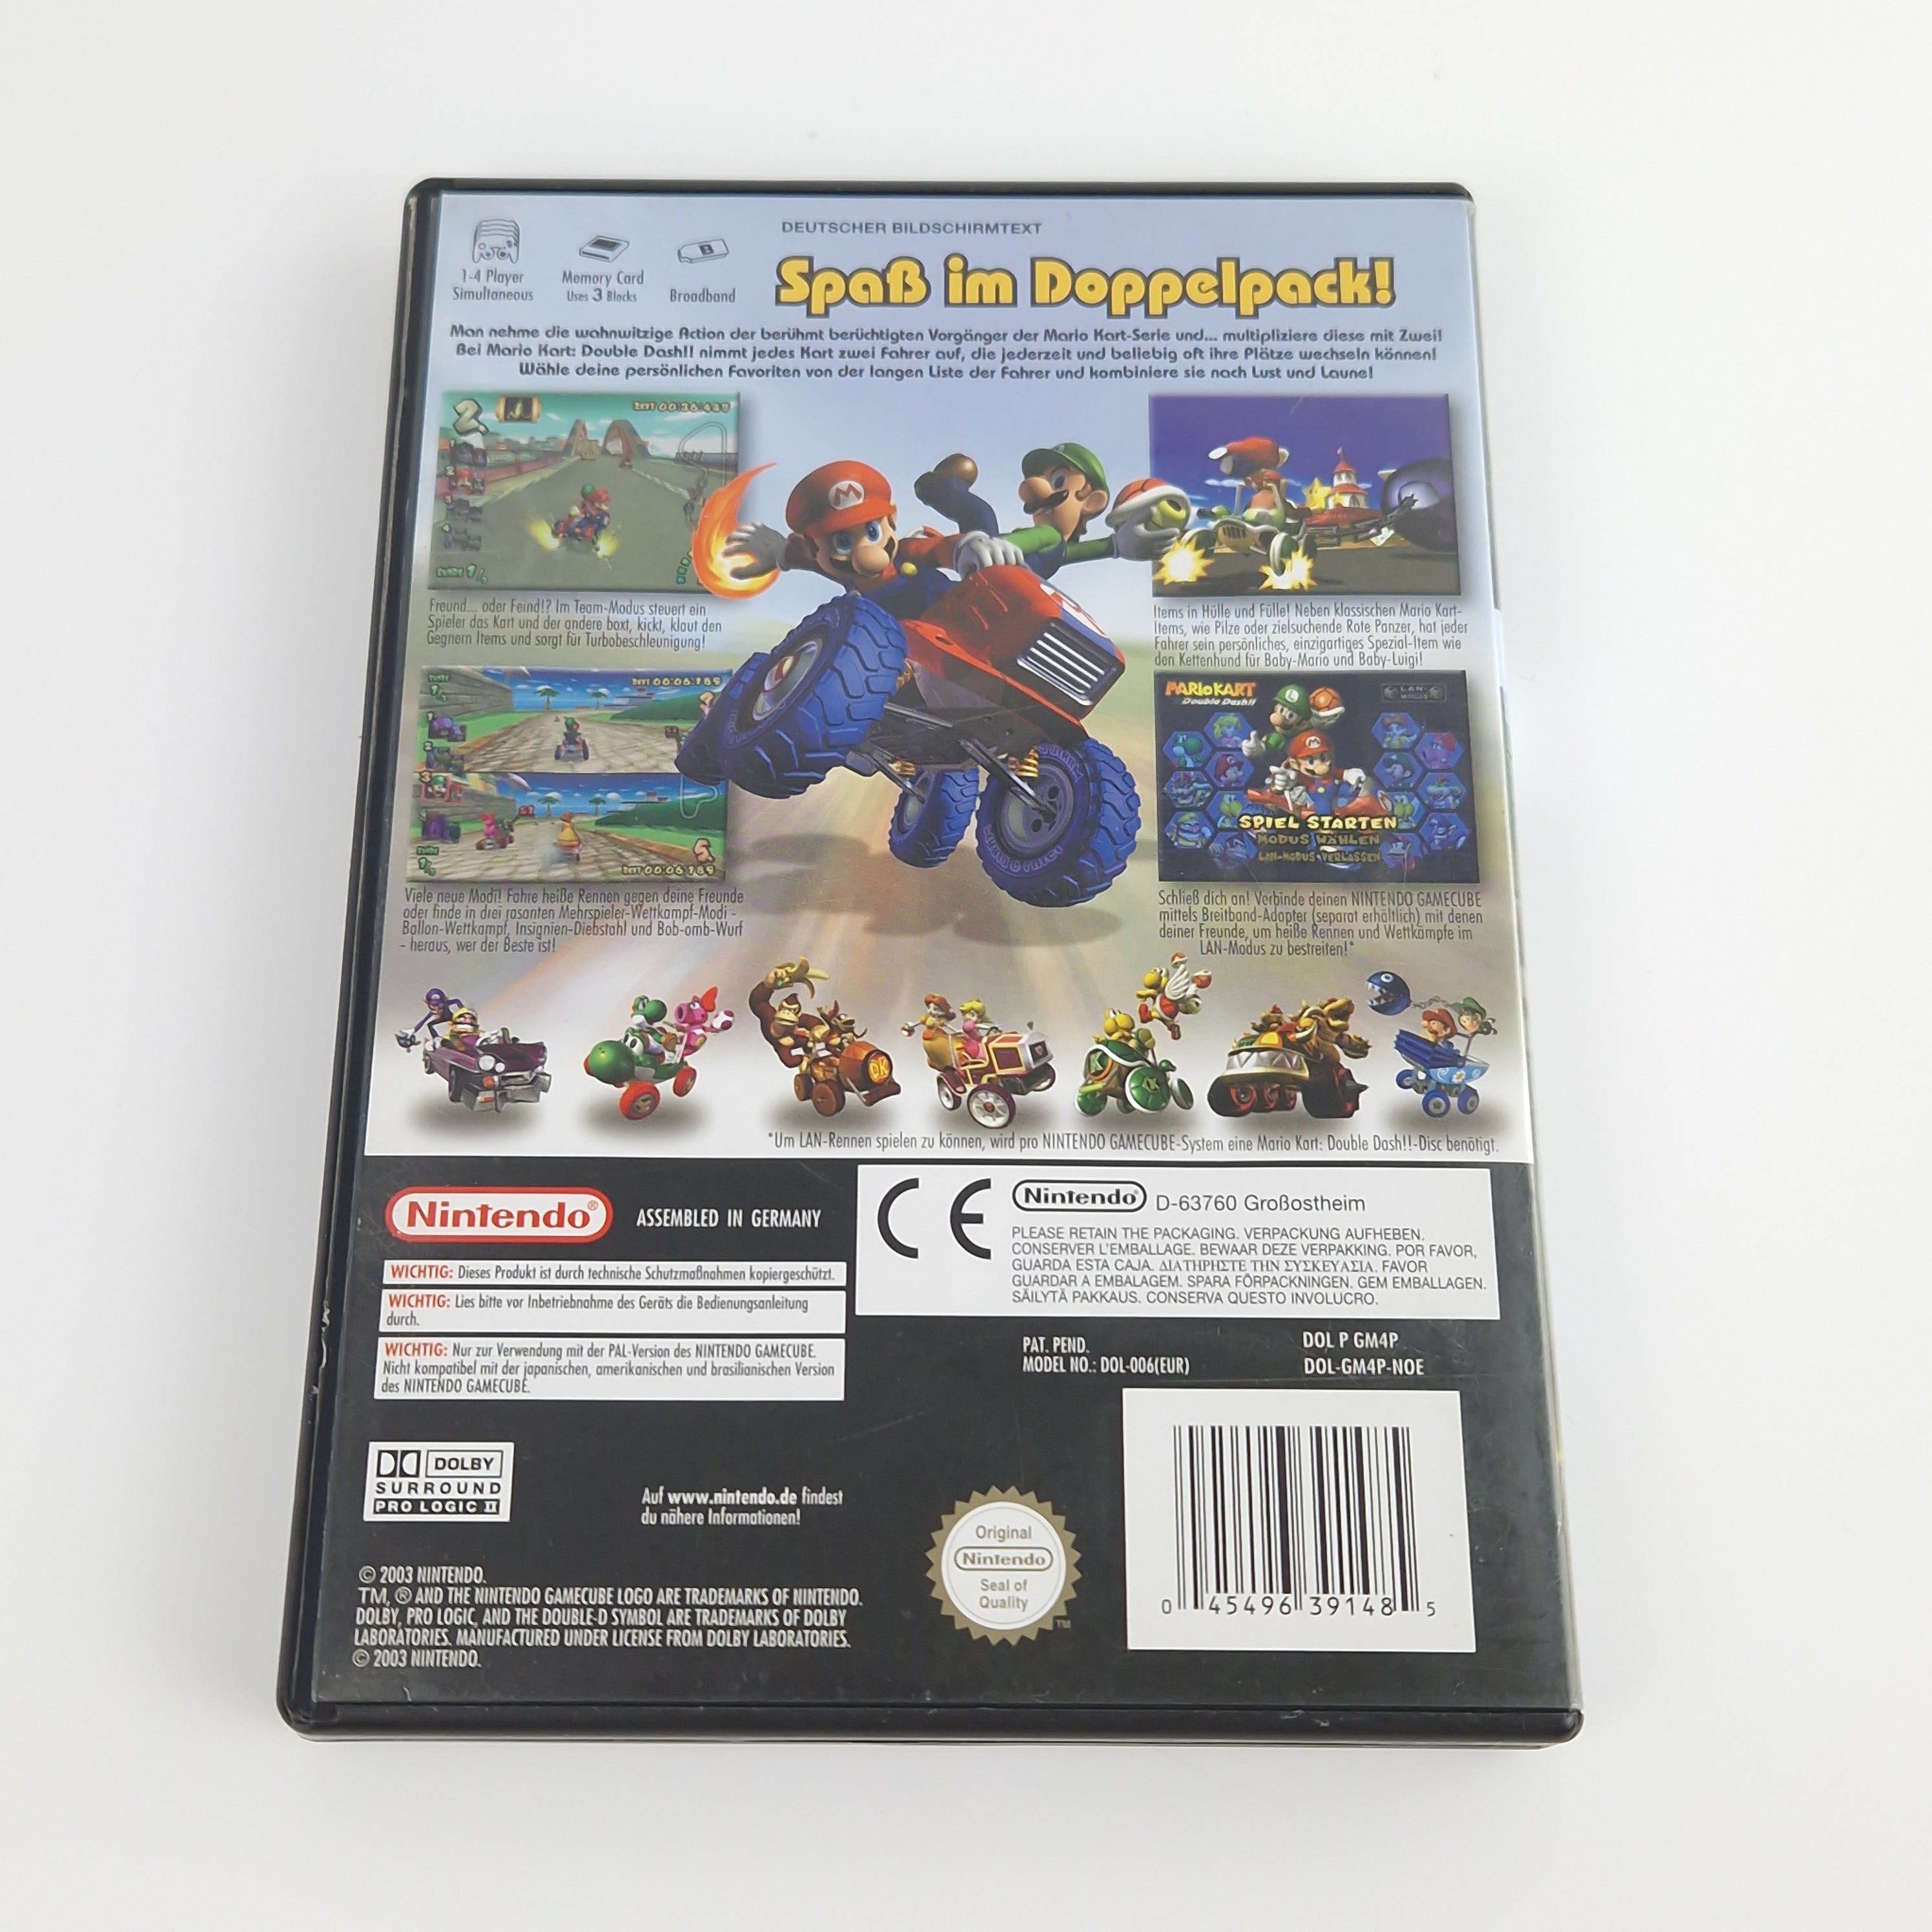 DEUTSCHER BILDSCHIRMTEXT
1-4 Player
Simultaneous
Memory Card
Uses 3 Blocks
Broadband
Spaß im Doppelpack!
Man nehme die wahnwitzige Action der berühmt berüchtigten Vorgänger der Mario Kart-Serie und... multipliziere diese mit Zwei!
Bei Mario Kart: Double Dash!! nimmt jedes Kart zwei Fahrer auf, die jederzeit und beliebig oft ihre Plätze wechseln können!
Wähle deine persönlichen Favoriten von der langen Liste der Fahrer und kombiniere sie nach Lust und Laune!
Freund... oder Feind!? Im Team-Modus steuert ein
Spieler das Kart und der andere boxt, kickt, klaut den
Gegnern Items und sorgt für Turbobeschleunigung!
Items in Hülle und Fülle! Neben klassischen Mario Kart-
Items, wie Pilze oder zielsuchende Rote Panzer, hat jeder
Fahrer sein persönliches, einzigartiges Spezial-Item wie
den Kettenhund für Baby-Mario und Baby-Luigi!
MARIO KART
Double Dash!!
SPIEL STARTEN
MODUS WÄHLEN
LAN-MODUS VERLASSEN
Viele neue Modi! Fahre heiße Rennen gegen deine Freunde
oder finde in drei rasanten Mehrspieler-Wettkampf-Modi -
Ballon-Wettkampf, Insignien-Diebstahl und Bob-omb-Wurf
- heraus, wer der Beste ist!
Schließ dich an! Verbinde deinen NINTENDO GAMECUBE
mittels Breitband-Adapter (separat erhältlich) mit denen
deiner Freunde, um heiße Rennen und Wettkämpfe im
LAN-Modus zu bestreiten!*
*Um LAN-Rennen spielen zu können, wird pro NINTENDO GAMECUBE-System eine Mario Kart: Double Dash!!-Disc benötigt.
Nintendo®
ASSEMBLED IN GERMANY
CE
Nintendo® D-63760 Großostheim
PLEASE RETAIN THE PACKAGING. VERPACKUNG AUFHEBEN.
CONSERVER L'EMBALLAGE. BEWAAR DEZE VERPAKKING. POR FAVOR,
GUARDA ESTA CAJA. ΔΙΑΤΗΡΗΣΤΕ ΤΗΝ ΣΥΣΚΕΥΑΣΙΑ. FAVOR
GUARDAR A EMBALAGEM. SPARA FÖRPACKNINGEN. GEM EMBALLAGEN.
SÄILYTÄ PAKKAUS. CONSERVA QUESTO INVOLUCRO.
WICHTIG: Dieses Produkt ist durch technische Schutzmaßnahmen kopiergeschützt.
WICHTIG: Lies bitte vor Inbetriebnahme des Geräts die Bedienungsanleitung
durch.
WICHTIG: Nur zur Verwendung mit der PAL-Version des NINTENDO GAMECUBE.
Nicht kompatibel mit der japanischen, amerikanischen und brasilianischen Version
des NINTENDO GAMECUBE.
PAT. PEND.
MODEL NO.: DOL-006(EUR)
DOL P GM4P
DOL-GM4P-NOE
DOLBY
SURROUND
PRO LOGIC II
Auf www.nintendo.de findest
du nähere Informationen!
Original
Nintendo
Seal of
Quality
TM
0 45496 39148 5
© 2003 NINTENDO.
TM, ® AND THE NINTENDO GAMECUBE LOGO ARE TRADEMARKS OF NINTENDO.
DOLBY, PRO LOGIC, AND THE DOUBLE-D SYMBOL ARE TRADEMARKS OF DOLBY
LABORATORIES. MANUFACTURED UNDER LICENSE FROM DOLBY LABORATORIES.
© 2003 NINTENDO.